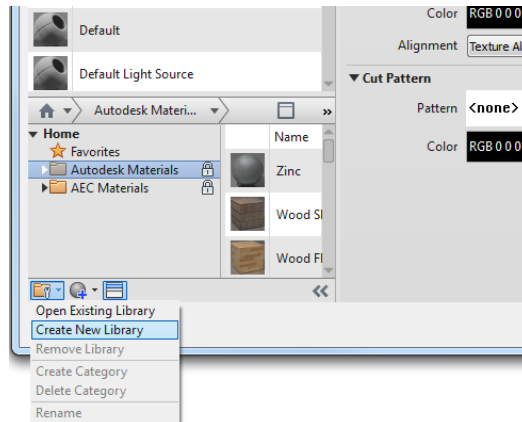 Default
Default Light Source
Color RGB 0 0 0
Alignment Texture Al
Cut Pattern
Pattern <none>
Color RGB 0 0 0
Autodesk Materi...
»
Home
Favorites
Autodesk Materials
AEC Materials
Name
Zinc
Wood
Wood
Open Existing Library
Create New Library
Remove Library
Create Category
Delete Category
Rename